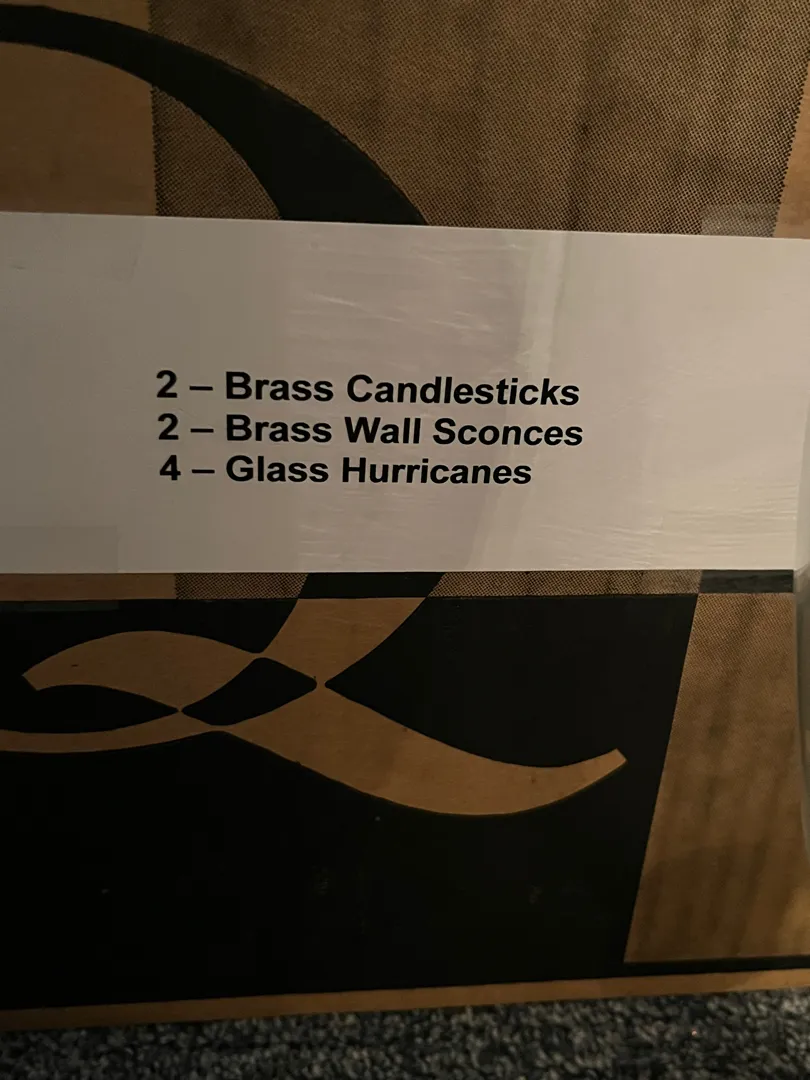 2 – Brass Candlesticks
2 – Brass Wall Sconces
4 – Glass Hurricanes